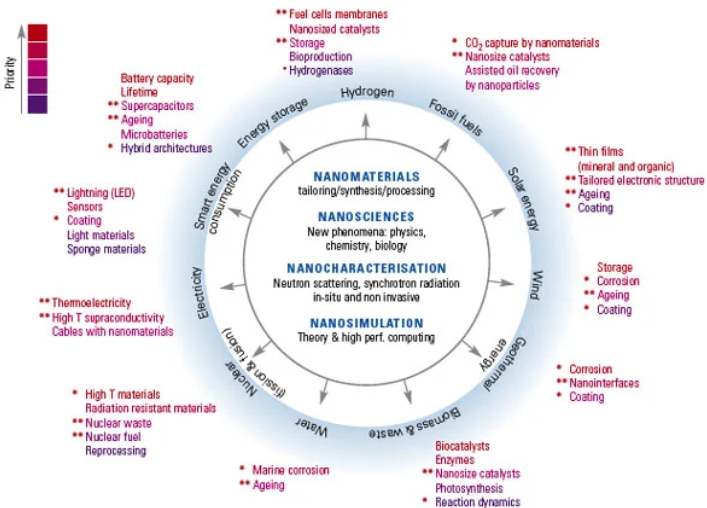 Priority
** Fuel cells membranes
Nanosized catalysts
** Storage
Bioproduction
* Hydrogenases
* CO2 capture by nanomaterials
** Nanosize catalysts
Assisted oil recovery
by nanoparticles
Battery capacity
Lifetime
** Supercapacitors
** Ageing
Microbatteries
* Hybrid architectures
** Thin films
(mineral and organic)
** Tailored electronic structure
** Ageing
* Coating
** Lightning (LED)
Sensors
* Coating
Light materials
Sponge materials
Storage
* Corrosion
** Ageing
* Coating
** Thermoelectricity
** High T supraconductivity
Cables with nanomaterials
* Corrosion
** Nanointerfaces
* Coating
* High T materials
Radiation resistant materials
** Nuclear waste
** Nuclear fuel
Reprocessing
* Marine corrosion
** Ageing
Biocatalysts
Enzymes
** Nanosize catalysts
Photosynthesis
* Reaction dynamics
Hydrogen
Fossil fuels
Solar energy
Wind
Geothermal
energy
Biomass & waste
Water
Nuclear
(fission & fusion)
Electricity
Smart energy
consumption
Energy storage
NANOMATERIALS
tailoring/synthesis/processing
NANOSCIENCES
New phenomena: physics,
chemistry, biology
NANOCHARACTERISATION
Neutron scattering, synchrotron radiation
in-situ and non invasive
NANOSIMULATION
Theory & high perf. computing